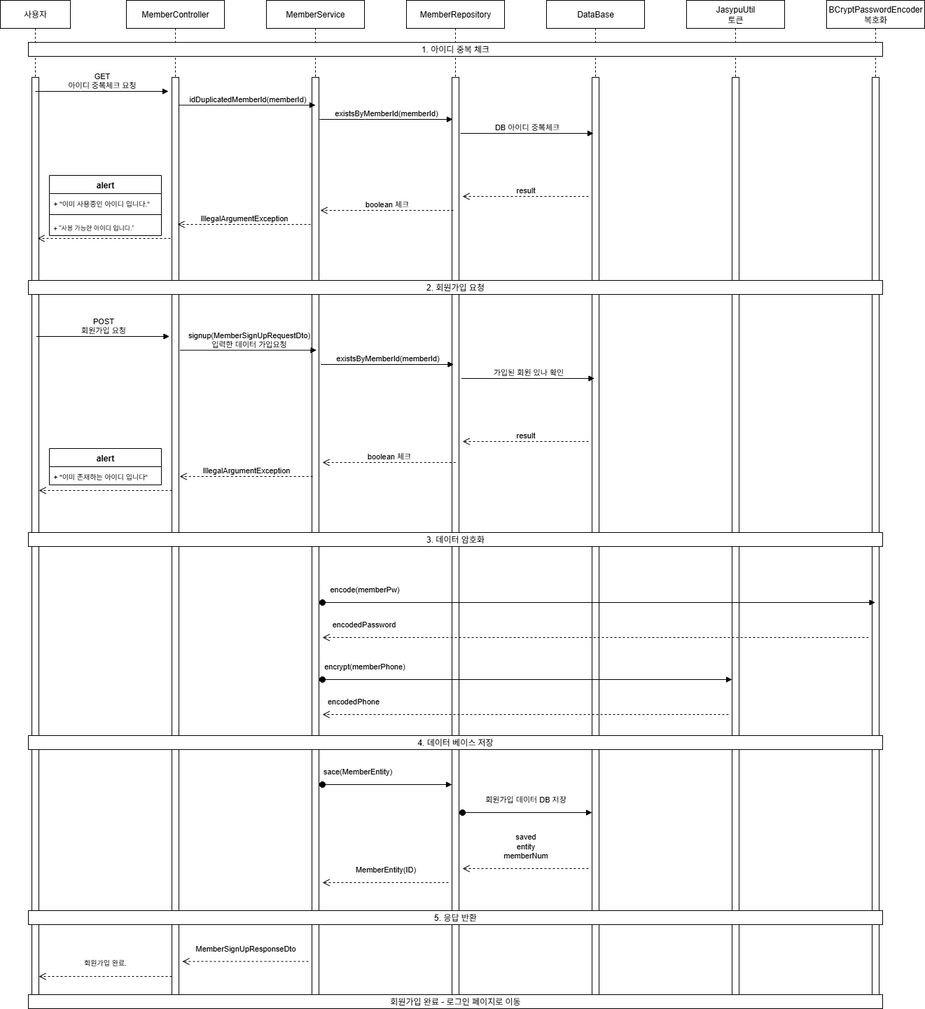 사용자
MemberController
MemberService
MemberRepository
DataBase
JasypuUtil
토큰
BCryptPasswordEncoder
복호화
1. 아이디 중복 체크
GET
아이디 중복체크 요청
idDuplicatedMemberId(memberId)
existsByMemberId(memberId)
DB 아이디 중복체크
alert
+ "이미 사용중인 아이디 입니다."
+ "사용 가능한 아이디 입니다."
result
boolean 체크
IllegalArgumentException
2. 회원가입 요청
POST
회원가입 요청
signup(MemberSignUpRequestDto)
입력한 데이터 가입요청
existsByMemberId(memberId)
가입된 회원 있나 확인
result
alert
+ "이미 존재하는 아이디 입니다"
boolean 체크
IllegalArgumentException
3. 데이터 암호화
encode(memberPw)
encodedPassword
encrypt(memberPhone)
encodedPhone
4. 데이터 베이스 저장
sace(MemberEntity)
회원가입 데이터 DB 저장
saved
entity
memberNum
MemberEntity(ID)
5. 응답 반환
MemberSignUpResponseDto
회원가입 완료.
회원가입 완료 - 로그인 페이지로 이동